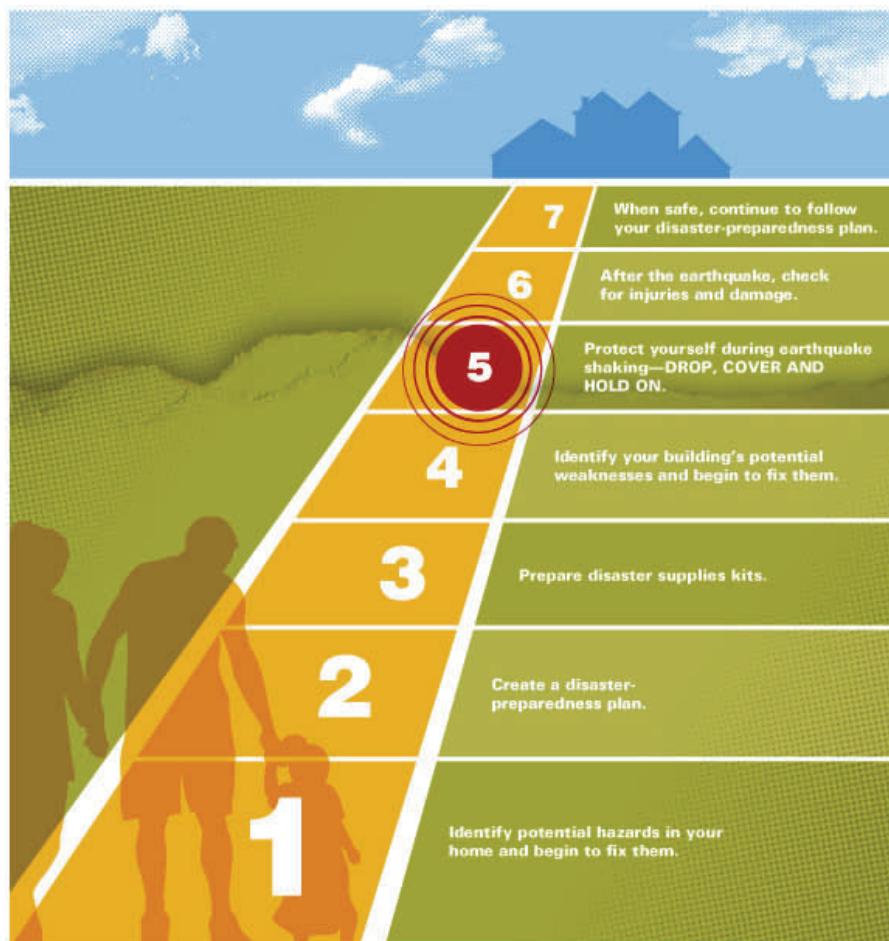 7
When safe, continue to follow
your disaster-preparedness plan.
6
After the earthquake, check
for injuries and damage.
5
Protect yourself during earthquake
shaking—DROP, COVER AND
HOLD ON.
4
Identify your building's potential
weaknesses and begin to fix them.
3
Prepare disaster supplies kits.
2
Create a disaster-
preparedness plan.
1
Identify potential hazards in your
home and begin to fix them.